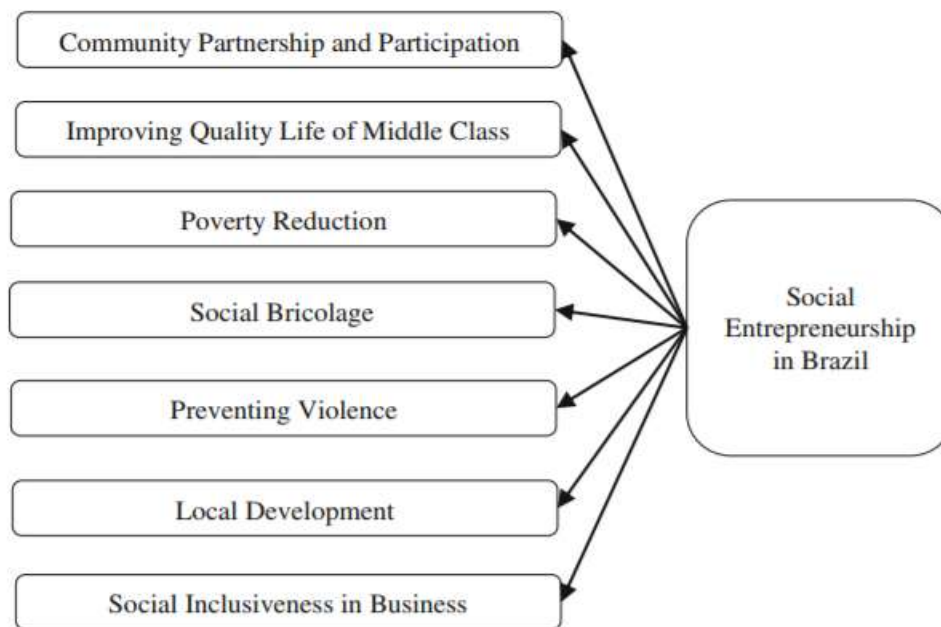 Community Partnership and Participation
Improving Quality Life of Middle Class
Poverty Reduction
Social Bricolage
Preventing Violence
Local Development
Social Inclusiveness in Business
Social
Entrepreneurship
in Brazil